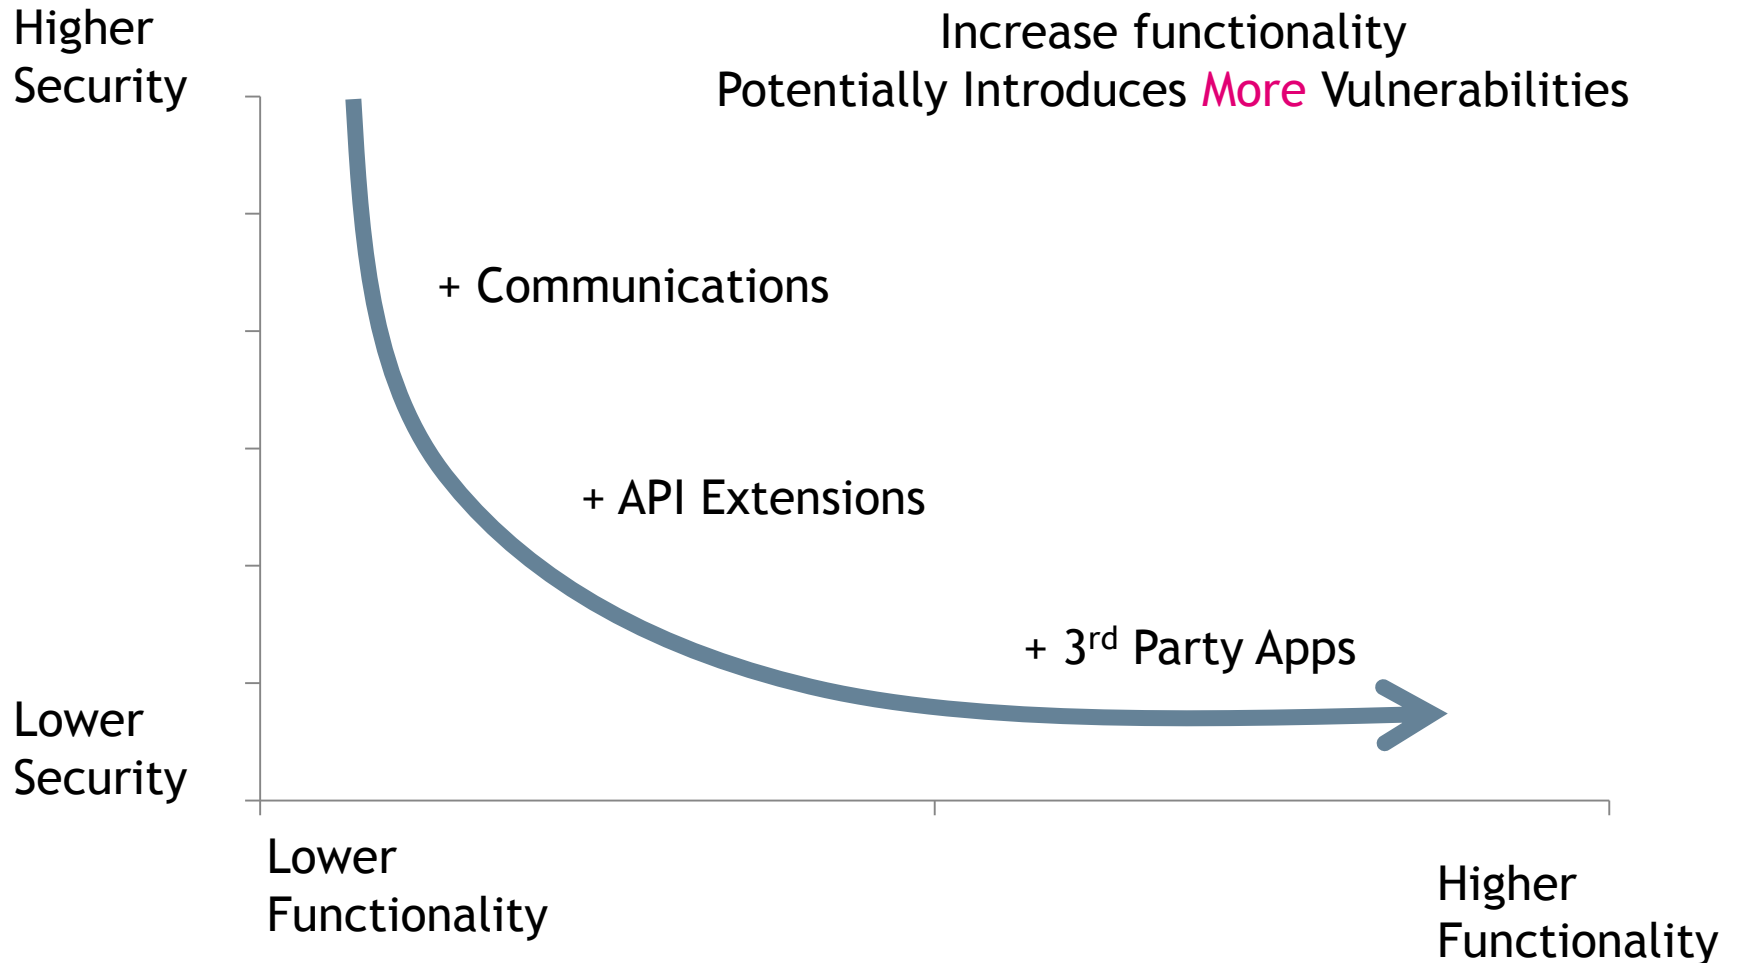 Higher
Security
Increase functionality
Potentially Introduces More Vulnerabilities
+ Communications
+ API Extensions
+ 3rd Party Apps
Lower
Security
Lower
Functionality
Higher
Functionality